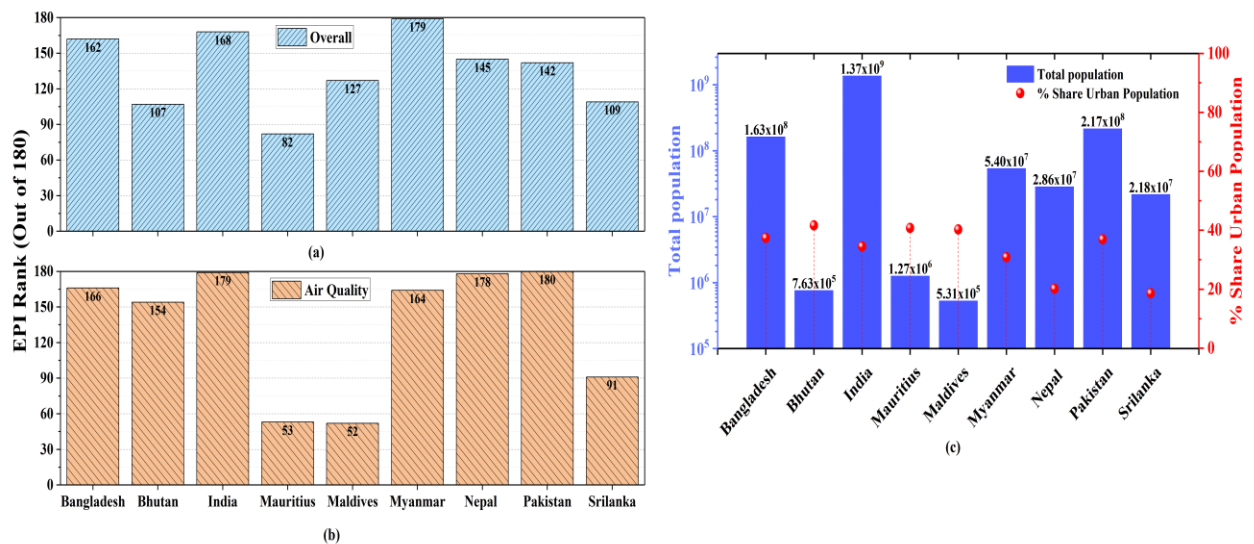 EPI Rank (Out of 180)
180
150
120
90
60
30
0
Overall
162
107
168
82
127
179
145
142
109
(a)
180
150
120
90
60
30
0
Air Quality
166
154
179
53
52
164
178
180
91
Bangladesh Bhutan India Mauritius Maldives Myanmar Nepal Pakistan Srilanka
(b)
Total population
10⁹
10⁸
10⁷
10⁶
10⁵
Total population
% Share Urban Population
1.63x10⁸
7.63x10⁵
1.37x10⁹
1.27x10⁶
5.31x10⁵
5.40x10⁷
2.86x10⁷
2.17x10⁸
2.18x10⁷
100
80
60
40
20
0
% Share Urban Population
Bangladesh
Bhutan
India
Mauritius
Maldives
Myanmar
Nepal
Pakistan
Srilanka
(c)